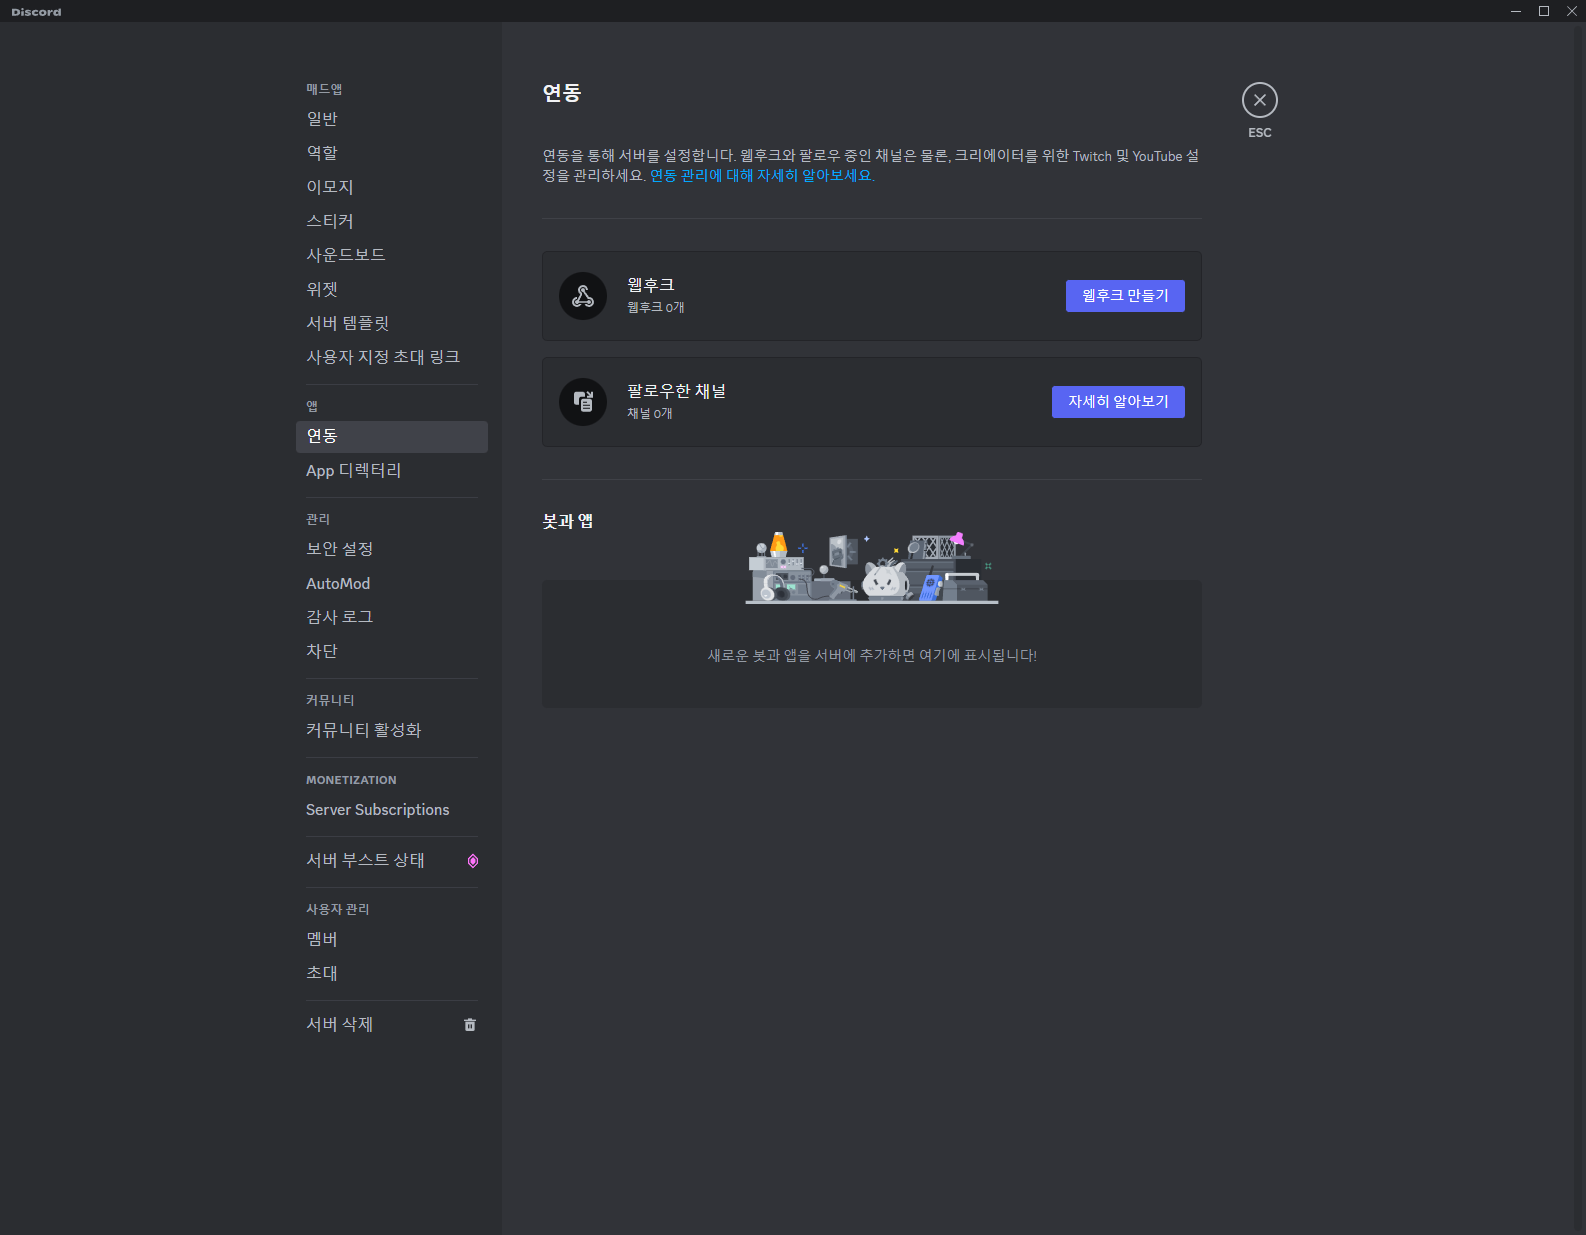 Discord
매드앱
일반
역할
이모지
스티커
사운드보드
위젯
서버 템플릿
사용자 지정 초대 링크
앱
연동
App 디렉터리
관리
보안 설정
AutoMod
감사 로그
차단
커뮤니티
커뮤니티 활성화
MONETIZATION
Server Subscriptions
서버 부스트 상태
사용자 관리
멤버
초대
서버 삭제
연동
ESC
연동을 통해 서버를 설정합니다. 웹후크와 팔로우 중인 채널은 물론, 크리에이터를 위한 Twitch 및 YouTube 설
정을 관리하세요. 연동 관리에 대해 자세히 알아보세요.
웹후크
웹후크 0개
웹후크 만들기
팔로우한 채널
채널 0개
자세히 알아보기
봇과 앱
새로운 봇과 앱을 서버에 추가하면 여기에 표시됩니다!